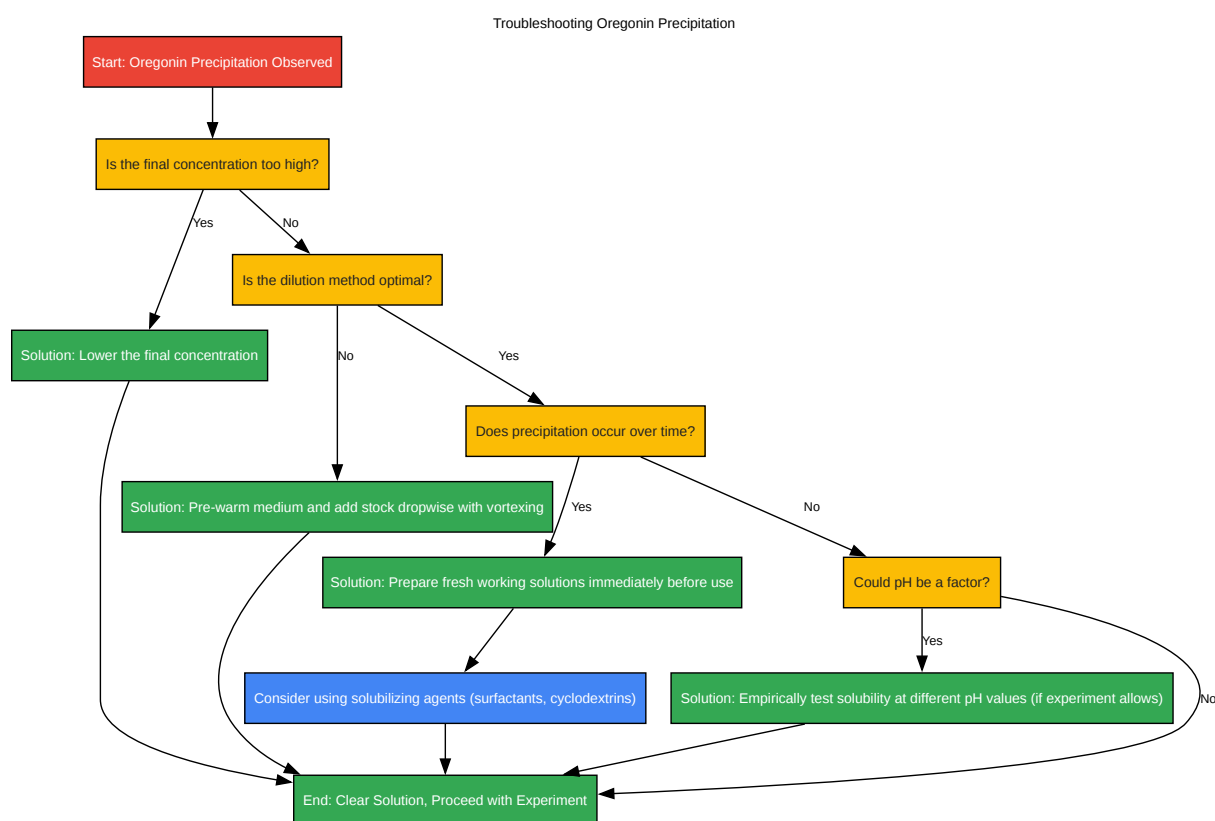 Troubleshooting Oregonin Precipitation
Start: Oregonin Precipitation Observed
Is the final concentration too high?
Yes
No
Is the dilution method optimal?
Solution: Lower the final concentration
No
Yes
Does precipitation occur over time?
Solution: Pre-warm medium and add stock dropwise with vortexing
Yes
No
Solution: Prepare fresh working solutions immediately before use
Could pH be a factor?
Yes
Consider using solubilizing agents (surfactants, cyclodextrins)
Solution: Empirically test solubility at different pH values (if experiment allows)
No
End: Clear Solution, Proceed with Experiment